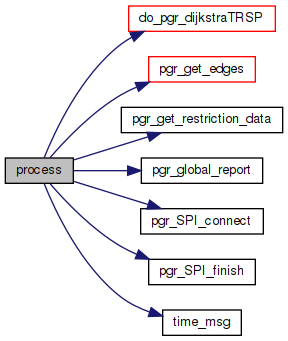 do_pgr_dijkstraTRSP
pgr_get_edges
pgr_get_restriction_data
process
pgr_global_report
pgr_SPI_connect
pgr_SPI_finish
time_msg